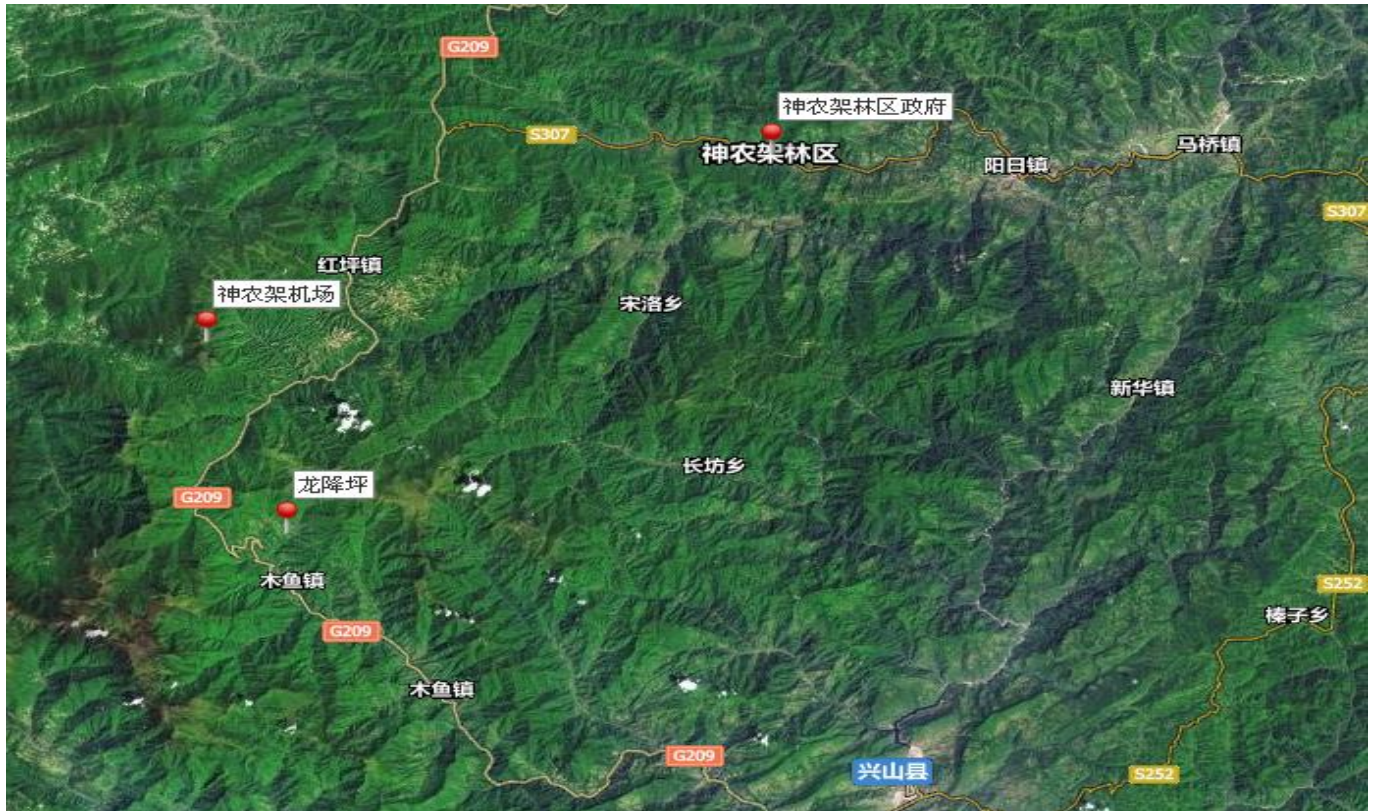 G209
神农架林区政府
S307
神农架林区
马桥镇
阳日镇
S307
红坪镇
神农架机场
宋洛乡
新华镇
长坊乡
龙降坪
G209
木鱼镇
S252
榛子乡
G209
木鱼镇
G209
兴山县
S252